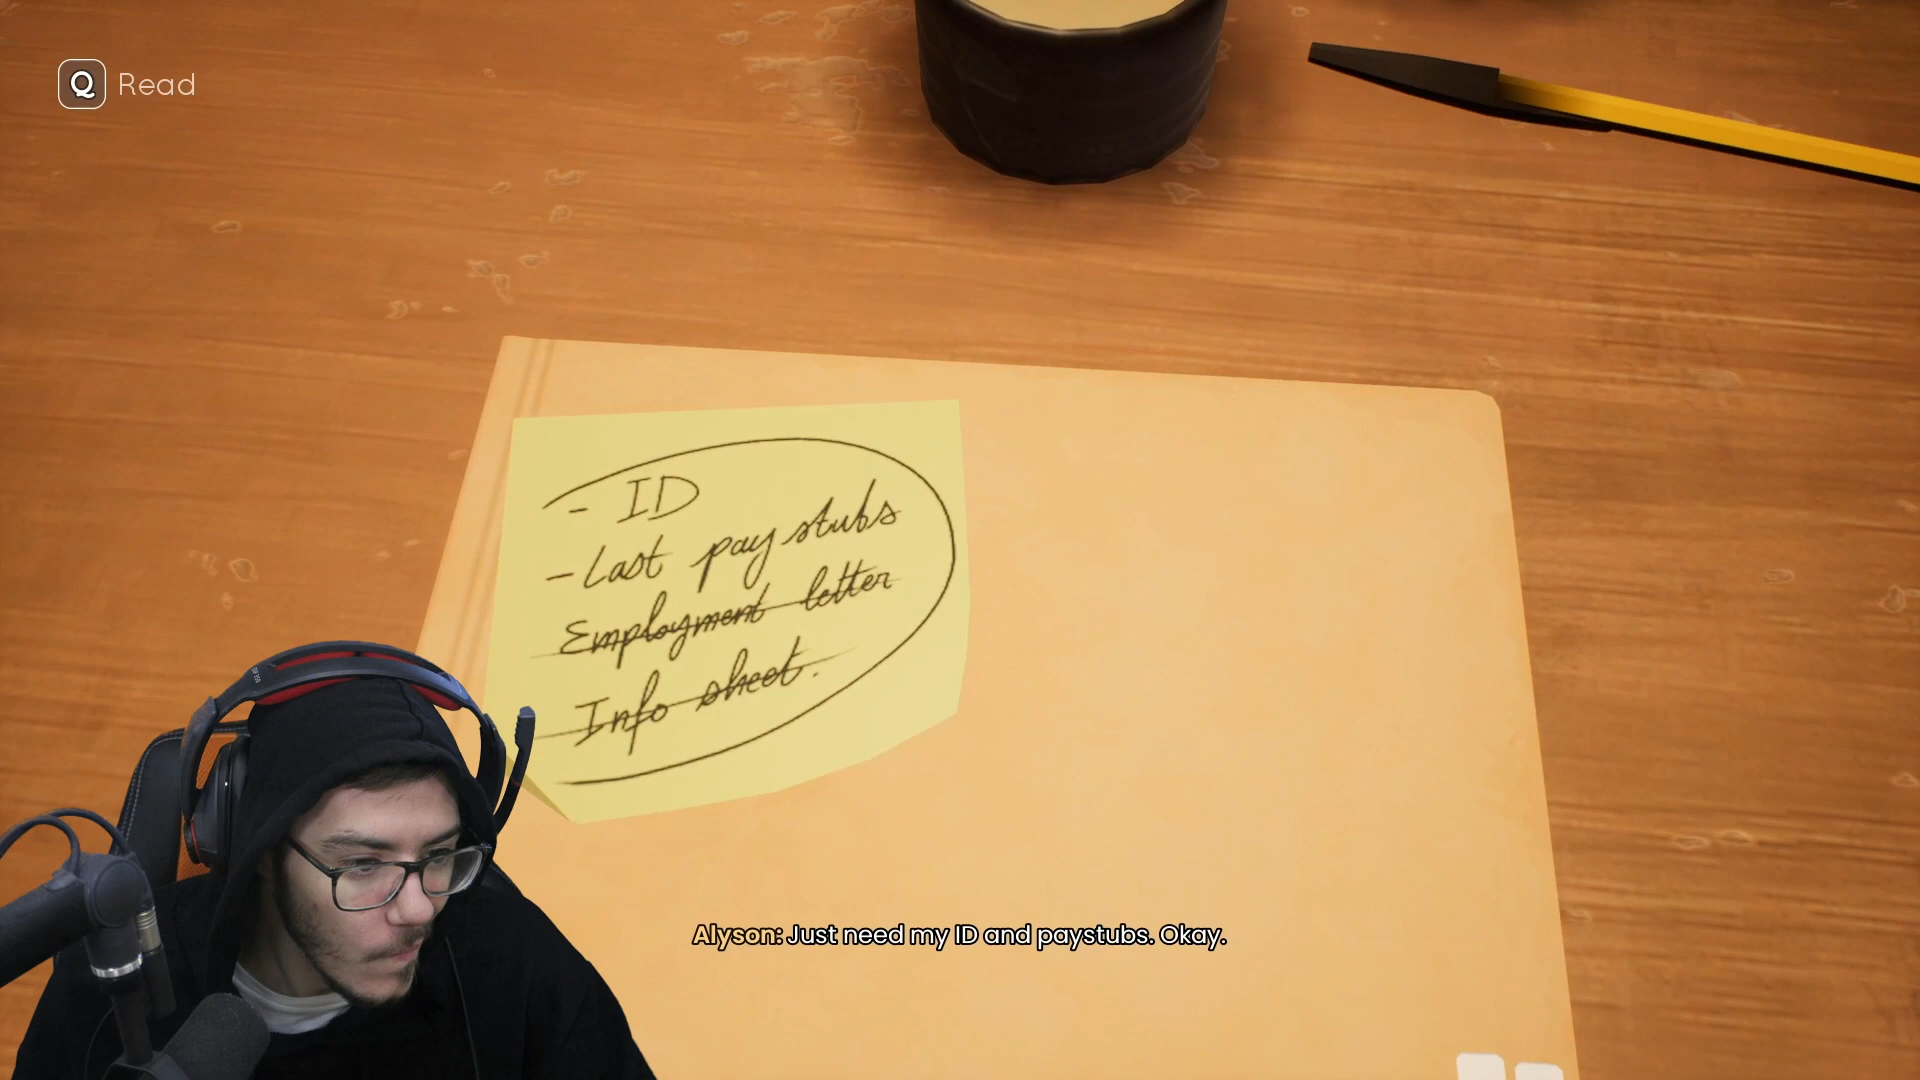 Q Read
- ID
- Last pay stubs
Employment letter
Info sheet.
Alyson: Just need my ID and paystubs. Okay.